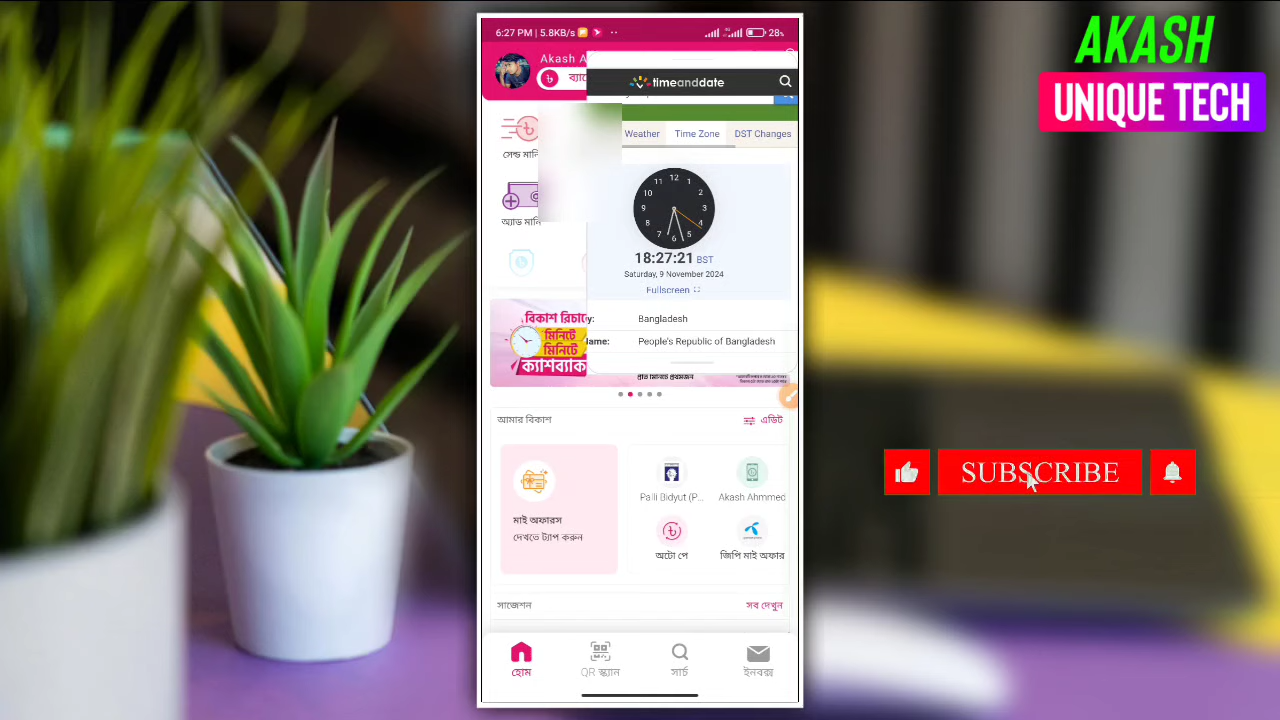 AKASH
UNIQUE TECH
6:27 PM | 5.8KB/s
28%
Akash A
timeanddate
সেন্ড মানি
Weather Time Zone DST Changes
12
11 1
10 2
9 3
8 4
7 5
6
অ্যাড মানি
18:27:21 BST
Saturday, 9 November 2024
Fullscreen
Bangladesh
People's Republic of Bangladesh
বিকাশ রিচার্জে
মিনিটে
মিনিটে
ক্যাশব্যাক
প্রতি মিনিটে প্রথমজন
আমার বিকাশ
এডিট
Palli Bidyut (P...
Akash Ahmmed
মাই অফারস
দেখতে ট্যাপ করুন
অটো পে
জিপি মাই অফার
সাজেশন
সব দেখুন
হোম
QR স্ক্যান
সার্চ
ইনবক্স
SUBSCRIBE